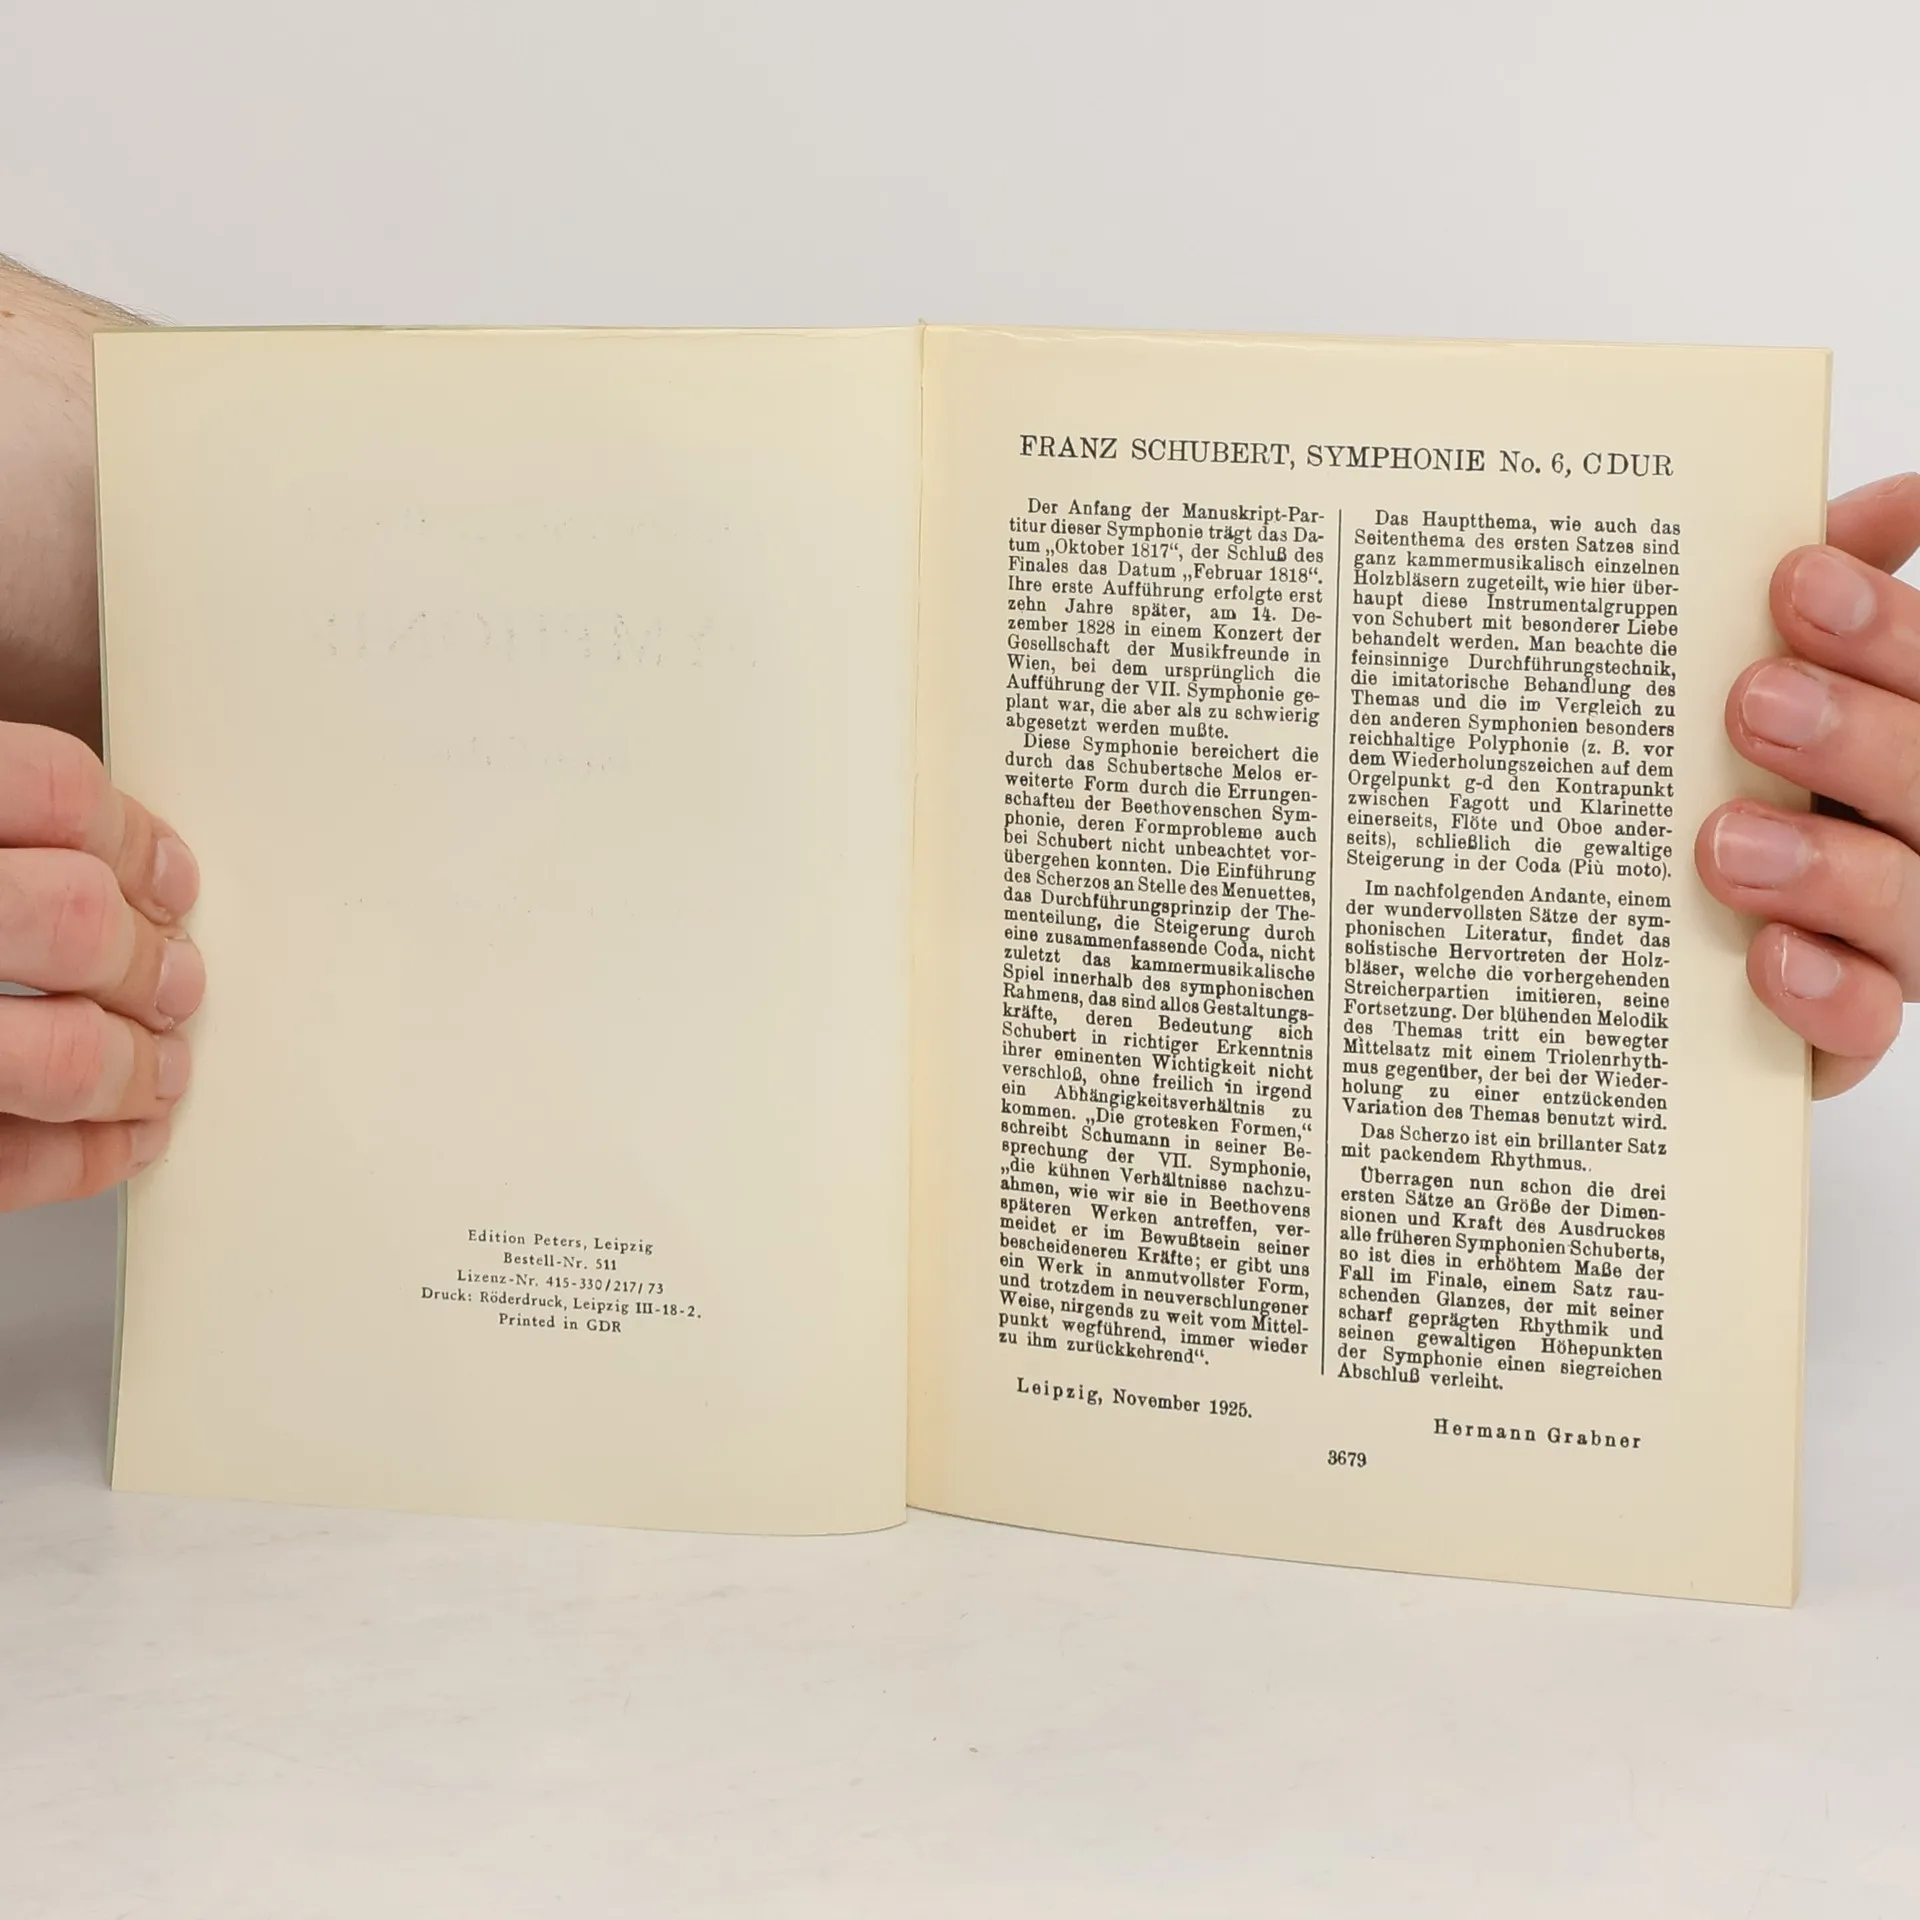 Edition Peters, Leipzig
Bestell-Nr. 511
Lizenz-Nr. 415-330/217/73
Druck: Röderdruck, Leipzig III-18-2.
Printed in GDR
FRANZ SCHUBERT, SYMPHONIE No. 6, C DUR
Der Anfang der Manuskript-Par-
titur dieser Symphonie trägt das Da-
tum „Oktober 1817“, der Schluß des
Finales das Datum „Februar 1818“.
Ihre erste Aufführung erfolgte erst
zehn Jahre später, am 14. De-
zember 1828 in einem Konzert der
Gesellschaft der Musikfreunde in
Wien, bei dem ursprünglich die
Aufführung der VII. Symphonie ge-
plant war, die aber als zu schwierig
abgesetzt werden mußte.
Diese Symphonie bereichert die
durch das Schubertsche Melos er-
weiterte Form durch die Errungen-
schaften der Beethovenschen Sym-
phonie, deren Formprobleme auch
bei Schubert nicht unbeachtet vor-
übergehen konnten. Die Einführung
des Scherzos an Stelle des Menuettes,
das Durchführungsprinzip der The-
menteilung, die Steigerung durch
eine zusammenfassende Coda, nicht
zuletzt das kammermusikalische
Spiel innerhalb des symphonischen
Rahmens, das sind alles Gestaltungs-
kräfte, deren Bedeutung sich
Schubert in richtiger Erkenntnis
ihrer eminenten Wichtigkeit nicht
verschloß, ohne freilich in irgend
ein Abhängigkeitsverhältnis zu
kommen. „Die grotesken Formen,“
schreibt Schumann in seiner Be-
sprechung der VII. Symphonie,
„die kühnen Verhältnisse nachzu-
ahmen, wie wir sie in Beethovens
späteren Werken antreffen, ver-
meidet er im Bewußtsein seiner
bescheideneren Kräfte; er gibt uns
ein Werk in anmutvollster Form,
und trotzdem in neuverschlungener
Weise, nirgends zu weit vom Mittel-
punkt wegführend, immer wieder
zu ihm zurückkehrend“.
Leipzig, November 1925.
Das Hauptthema, wie auch das
Seitenthema des ersten Satzes sind
ganz kammermusikalisch einzelnen
Holzbläsern zugeteilt, wie hier über-
haupt diese Instrumentalgruppen
von Schubert mit besonderer Liebe
behandelt werden. Man beachte die
feinsinnige Durchführungstechnik,
die imitatorische Behandlung des
Themas und die im Vergleich zu
den anderen Symphonien besonders
reichhaltige Polyphonie (z. B. vor
dem Wiederholungszeichen auf dem
Orgelpunkt g-d den Kontrapunkt
zwischen Fagott und Klarinette
einerseits, Flöte und Oboe ander-
seits), schließlich die gewaltige
Steigerung in der Coda (Più moto).
Im nachfolgenden Andante, einem
der wundervollsten Sätze der sym-
phonischen Literatur, findet das
solistische Hervortreten der Holz-
bläser, welche die vorhergehenden
Streicherpartien imitieren, seine
Fortsetzung. Der blühenden Melodik
des Themas tritt ein bewegter
Mittelsatz mit einem Triolenrhyth-
mus gegenüber, der bei der Wieder-
holung zu einer entzückenden
Variation des Themas benutzt wird.
Das Scherzo ist ein brillanter Satz
mit packendem Rhythmus.
Überragen nun schon die drei
ersten Sätze an Größe der Dimen-
sionen und Kraft des Ausdruckes
alle früheren Symphonien Schuberts,
so ist dies in erhöhtem Maße der
Fall im Finale, einem Satz rau-
schenden Glanzes, der mit seiner
scharf geprägten Rhythmik und
seinen gewaltigen Höhepunkten
der Symphonie einen siegreichen
Abschluß verleiht.
Hermann Grabner
3679